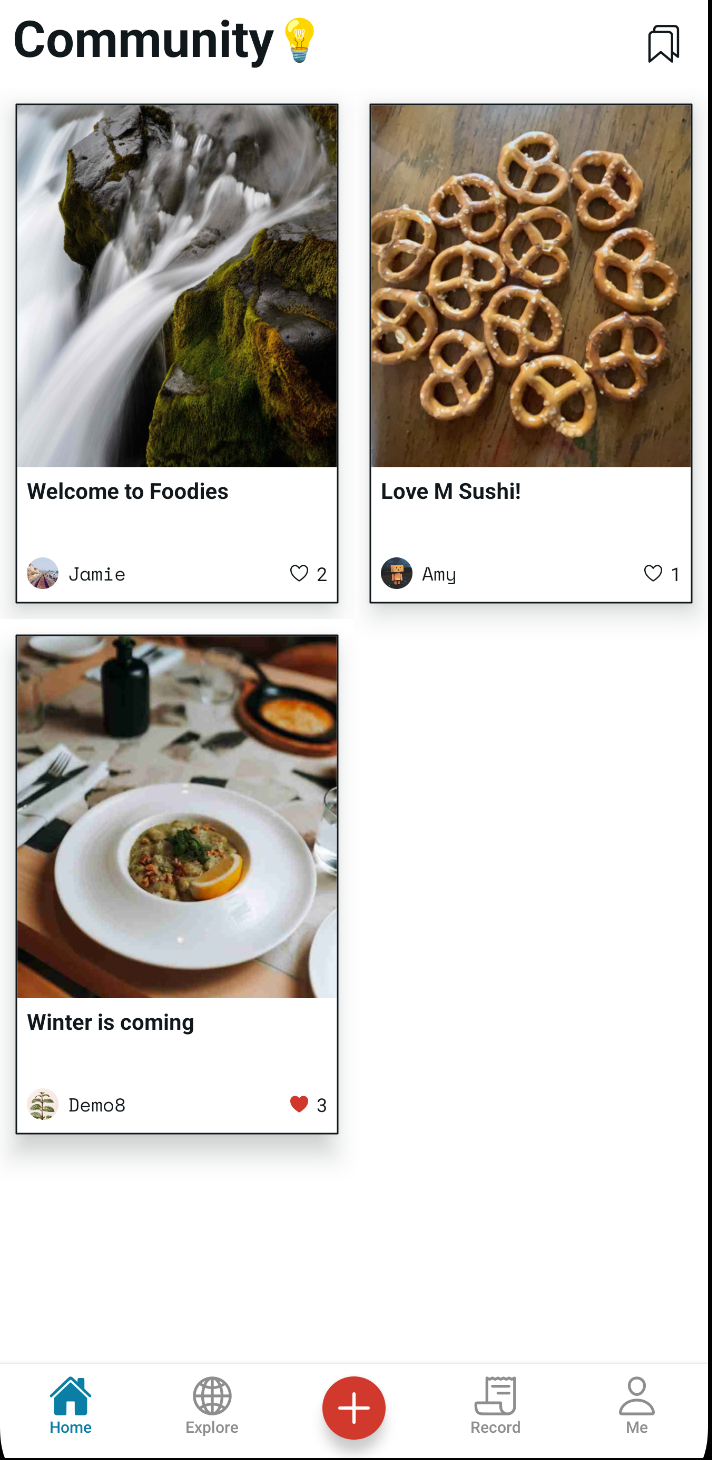 Community💡
Welcome to Foodies
Jamie
2
Love M Sushi!
Amy
1
Winter is coming
Demo8
3
Home
Explore
Record
Me